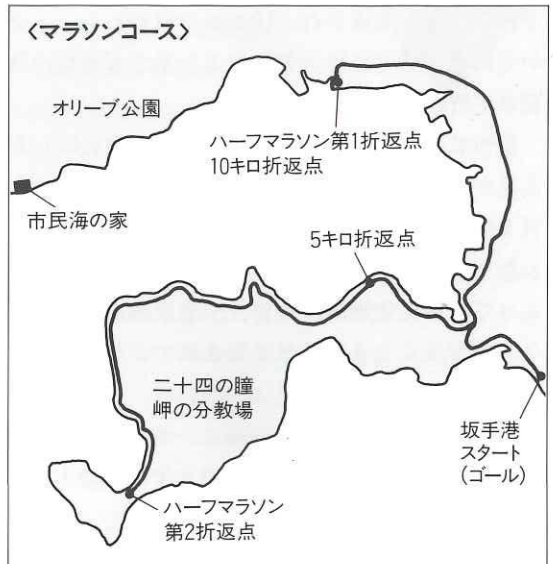 〈マラソンコース〉
オリーブ公園
ハーフマラソン第1折返点
10キロ折返点
市民海の家
5キロ折返点
二十四の瞳
岬の分教場
坂手港
スタート
(ゴール)
ハーフマラソン
第2折返点